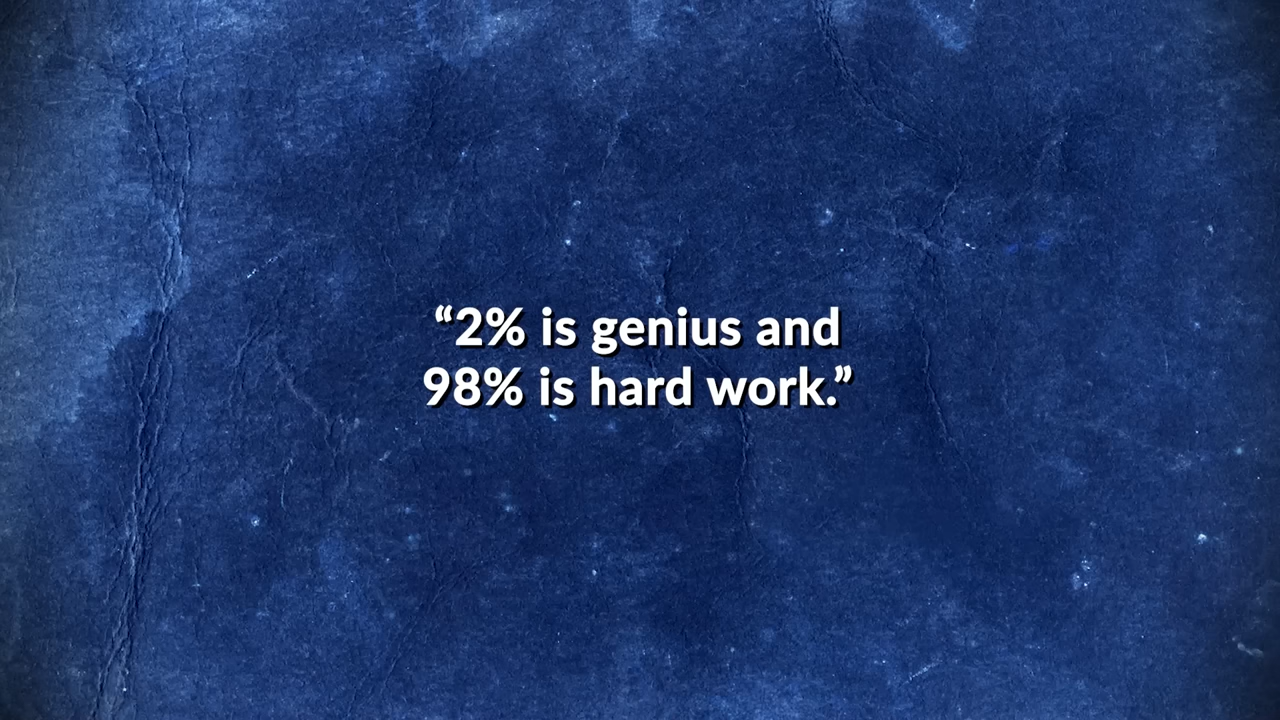 “2% is genius and
98% is hard work.”